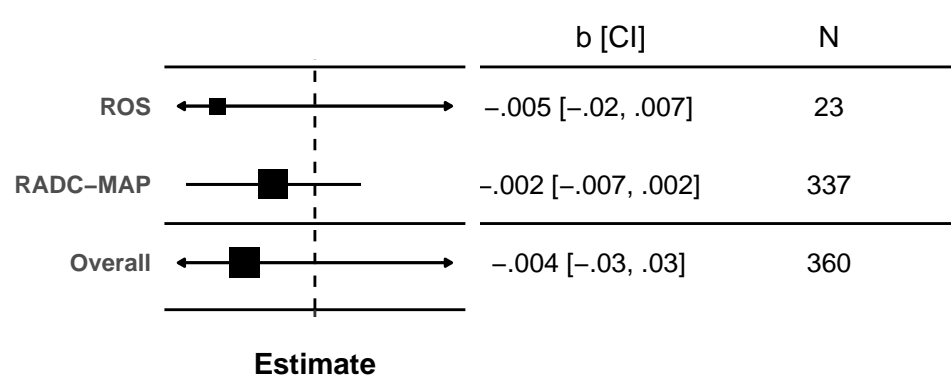 b [CI] N
ROS −.005 [−.02, .007] 23
RADC−MAP −.002 [−.007, .002] 337
Overall −.004 [−.03, .03] 360
Estimate